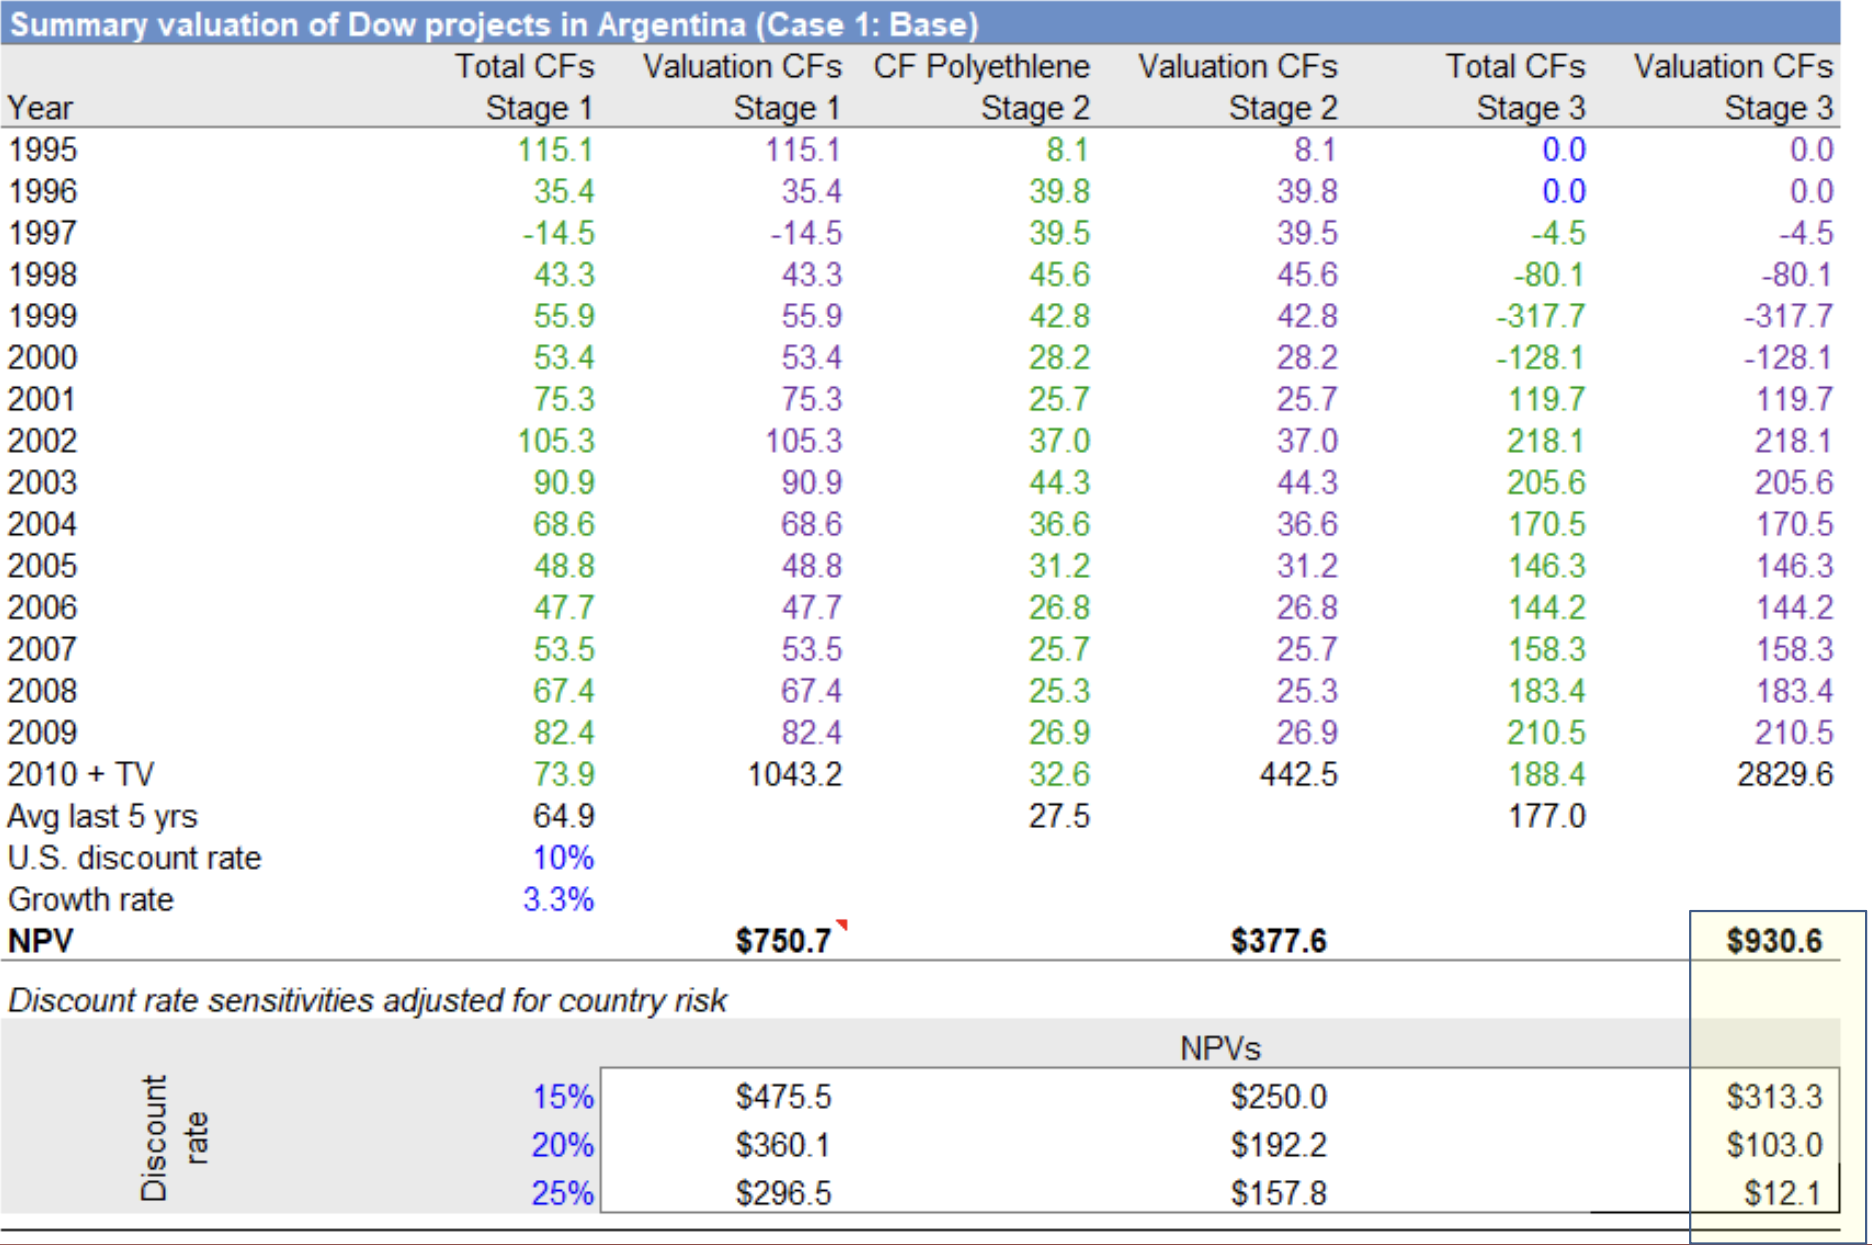 Summary valuation of Dow projects in Argentina (Case 1: Base)
Total CFs Valuation CFs CF Polyethlene Valuation CFs Total CFs Valuation CFs
Year Stage 1 Stage 1 Stage 2 Stage 2 Stage 3 Stage 3
1995 115.1 115.1 8.1 8.1 0.0 0.0
1996 35.4 35.4 39.8 39.8 0.0 0.0
1997 -14.5 -14.5 39.5 39.5 -4.5 -4.5
1998 43.3 43.3 45.6 45.6 -80.1 -80.1
1999 55.9 55.9 42.8 42.8 -317.7 -317.7
2000 53.4 53.4 28.2 28.2 -128.1 -128.1
2001 75.3 75.3 25.7 25.7 119.7 119.7
2002 105.3 105.3 37.0 37.0 218.1 218.1
2003 90.9 90.9 44.3 44.3 205.6 205.6
2004 68.6 68.6 36.6 36.6 170.5 170.5
2005 48.8 48.8 31.2 31.2 146.3 146.3
2006 47.7 47.7 26.8 26.8 144.2 144.2
2007 53.5 53.5 25.7 25.7 158.3 158.3
2008 67.4 67.4 25.3 25.3 183.4 183.4
2009 82.4 82.4 26.9 26.9 210.5 210.5
2010 + TV 73.9 1043.2 32.6 442.5 188.4 2829.6
Avg last 5 yrs 64.9 27.5 177.0
U.S. discount rate 10%
Growth rate 3.3%
NPV $750.7 $377.6 $930.6
Discount rate sensitivities adjusted for country risk
NPVs
Discount rate
15% $475.5 $250.0 $313.3
20% $360.1 $192.2 $103.0
25% $296.5 $157.8 $12.1